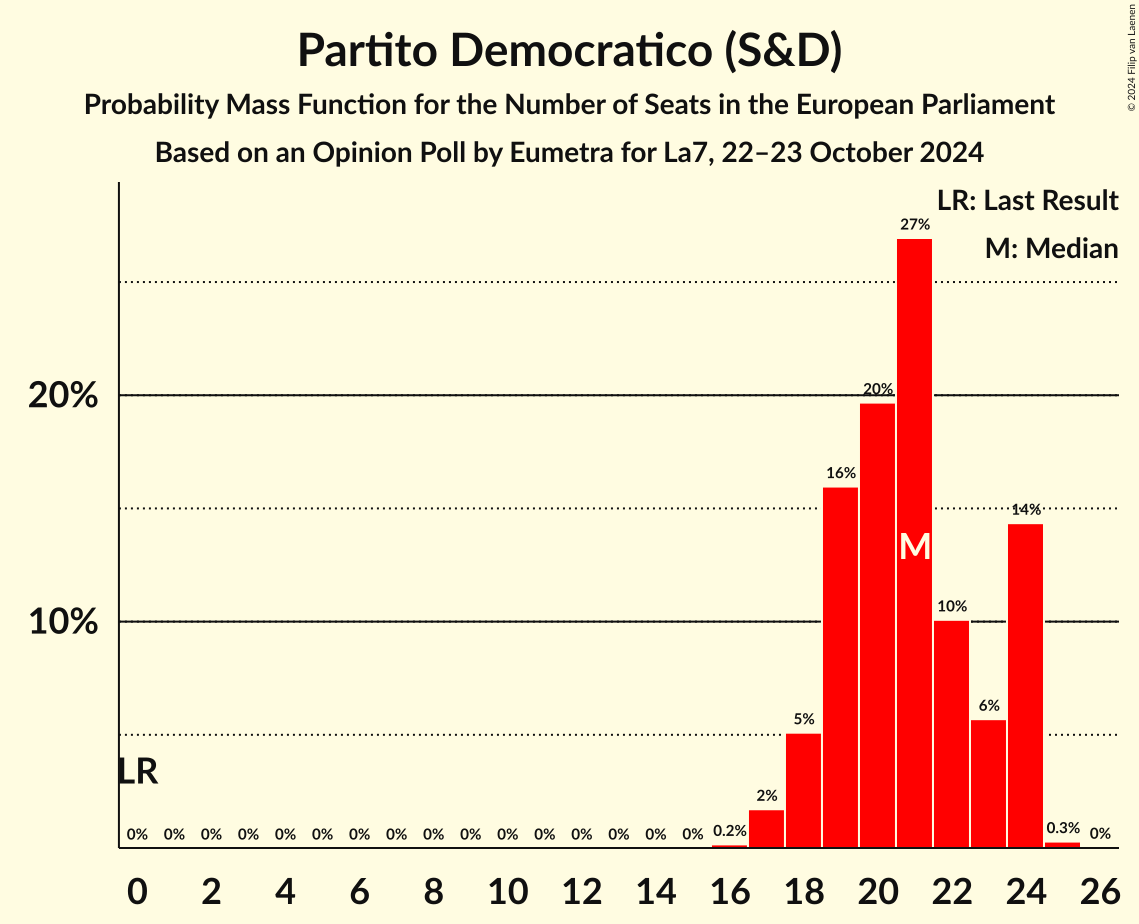 Partito Democratico (S&D)
Probability Mass Function for the Number of Seats in the European Parliament
Based on an Opinion Poll by Eumetra for La7, 22–23 October 2024
© 2024 Filip van Laenen
LR: Last Result
M: Median
27%
20%
20%
16%
14%
M
10%
10%
6%
5%
LR
2%
0% 0% 0% 0% 0% 0% 0% 0% 0% 0% 0% 0% 0% 0% 0% 0% 0.2% 0.3% 0%
0 2 4 6 8 10 12 14 16 18 20 22 24 26